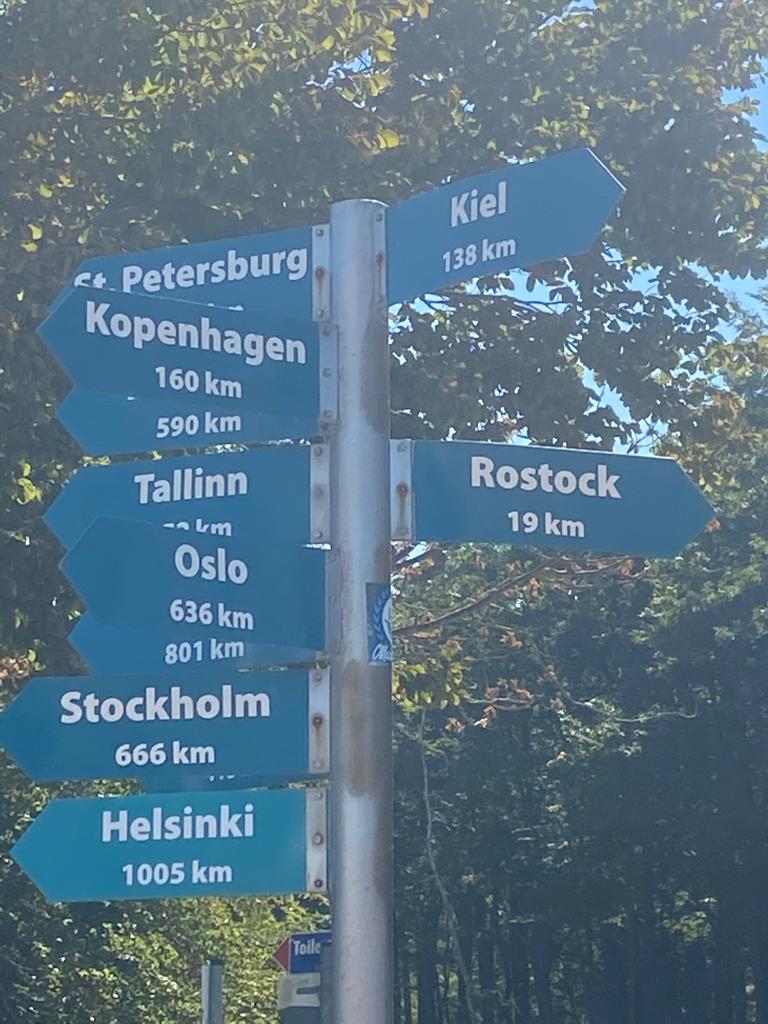 Kiel
138 km
St. Petersburg
Kopenhagen
160 km
590 km
Tallinn
km
Rostock
19 km
Oslo
636 km
801 km
Stockholm
666 km
Helsinki
1005 km